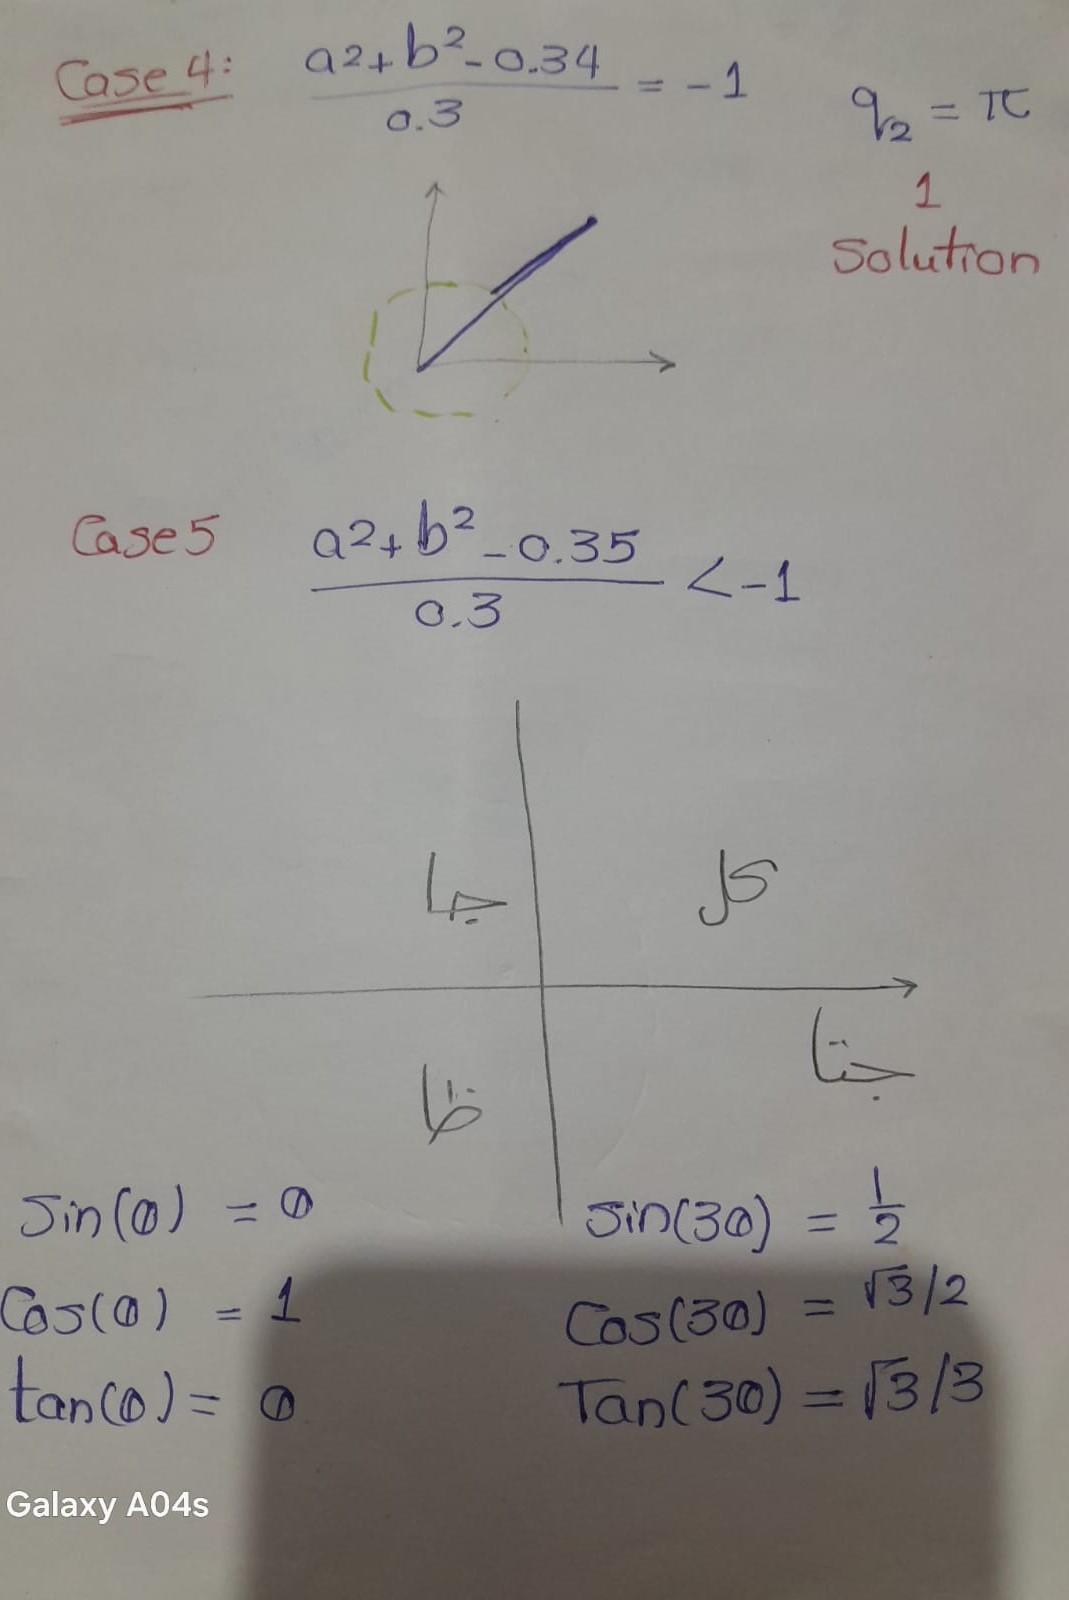 Case 4: a2+b2-0.34 / 0.3 = -1
q2 = π
1
Solution
Case5 a2+b2-0.35 / 0.3 < -1
جا كل
ظا جتا
Sin(0) = 0 Sin(30) = 1/2
Cos(0) = 1 Cos(30) = √3/2
tan(0) = 0 Tan(30) = √3/3
Galaxy A04s